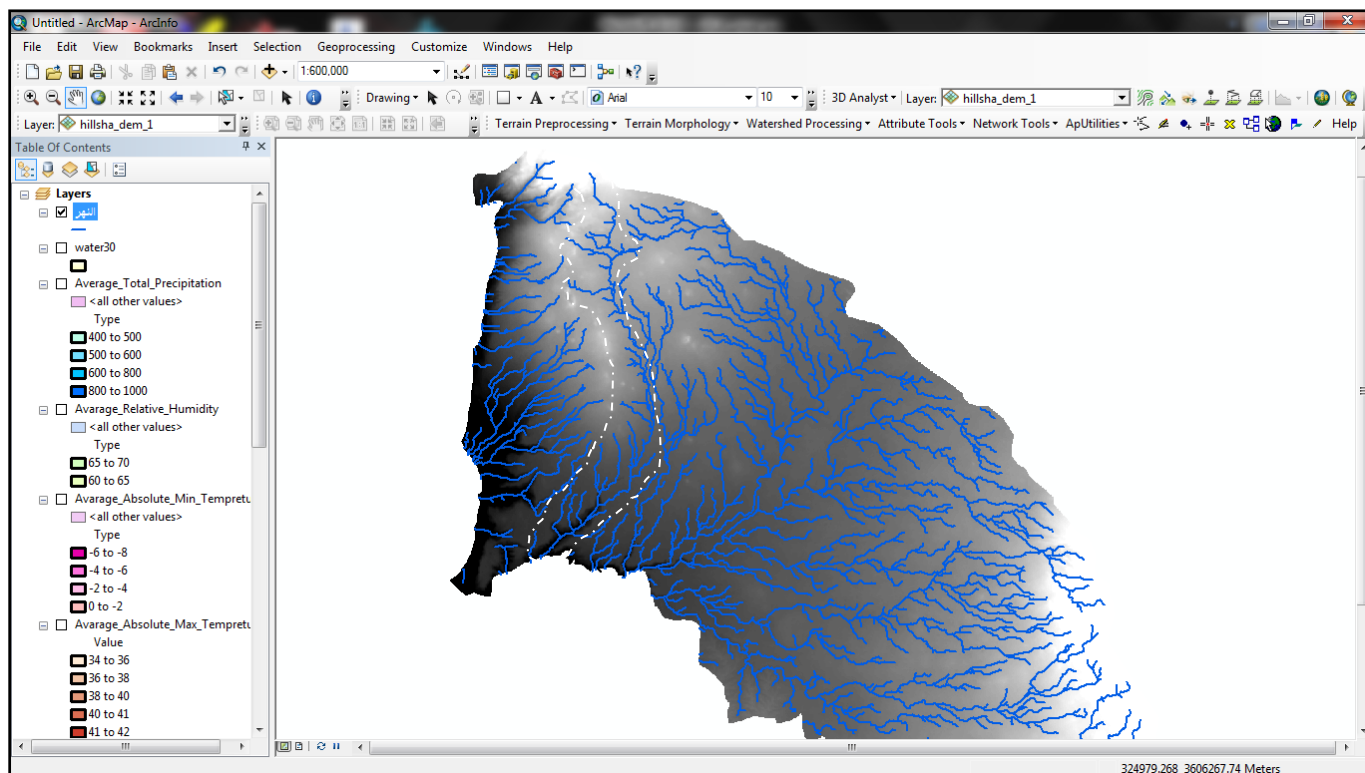 Untitled - ArcMap - ArcInfo
File Edit View Bookmarks Insert Selection Geoprocessing Customize Windows Help
1:600,000
Drawing A Arial 10 3D Analyst Layer: hillsha_dem_1
Layer: hillsha_dem_1 Terrain Preprocessing Terrain Morphology Watershed Processing Attribute Tools Network Tools ApUtilities Help
Table Of Contents
Layers
النهر
water30
Average_Total_Precipitation
<all other values>
Type
400 to 500
500 to 600
600 to 800
800 to 1000
Avarage_Relative_Humidity
<all other values>
Type
65 to 70
60 to 65
Avarage_Absolute_Min_Tempretu
<all other values>
Type
-6 to -8
-4 to -6
-2 to -4
0 to -2
Avarage_Absolute_Max_Tempretu
Value
34 to 36
36 to 38
38 to 40
40 to 41
41 to 42
324979.268 3606267.74 Meters